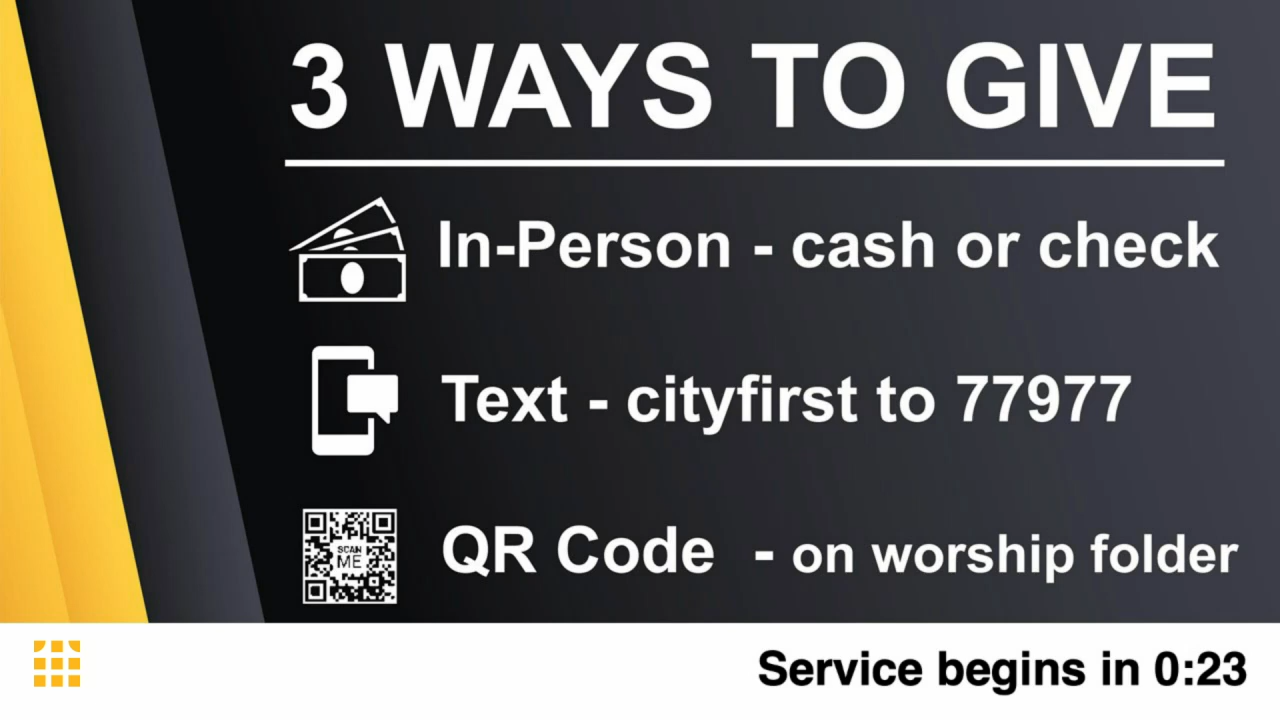 3 WAYS TO GIVE
In-Person - cash or check
Text - cityfirst to 77977
SCAN
ME
QR Code - on worship folder
Service begins in 0:23